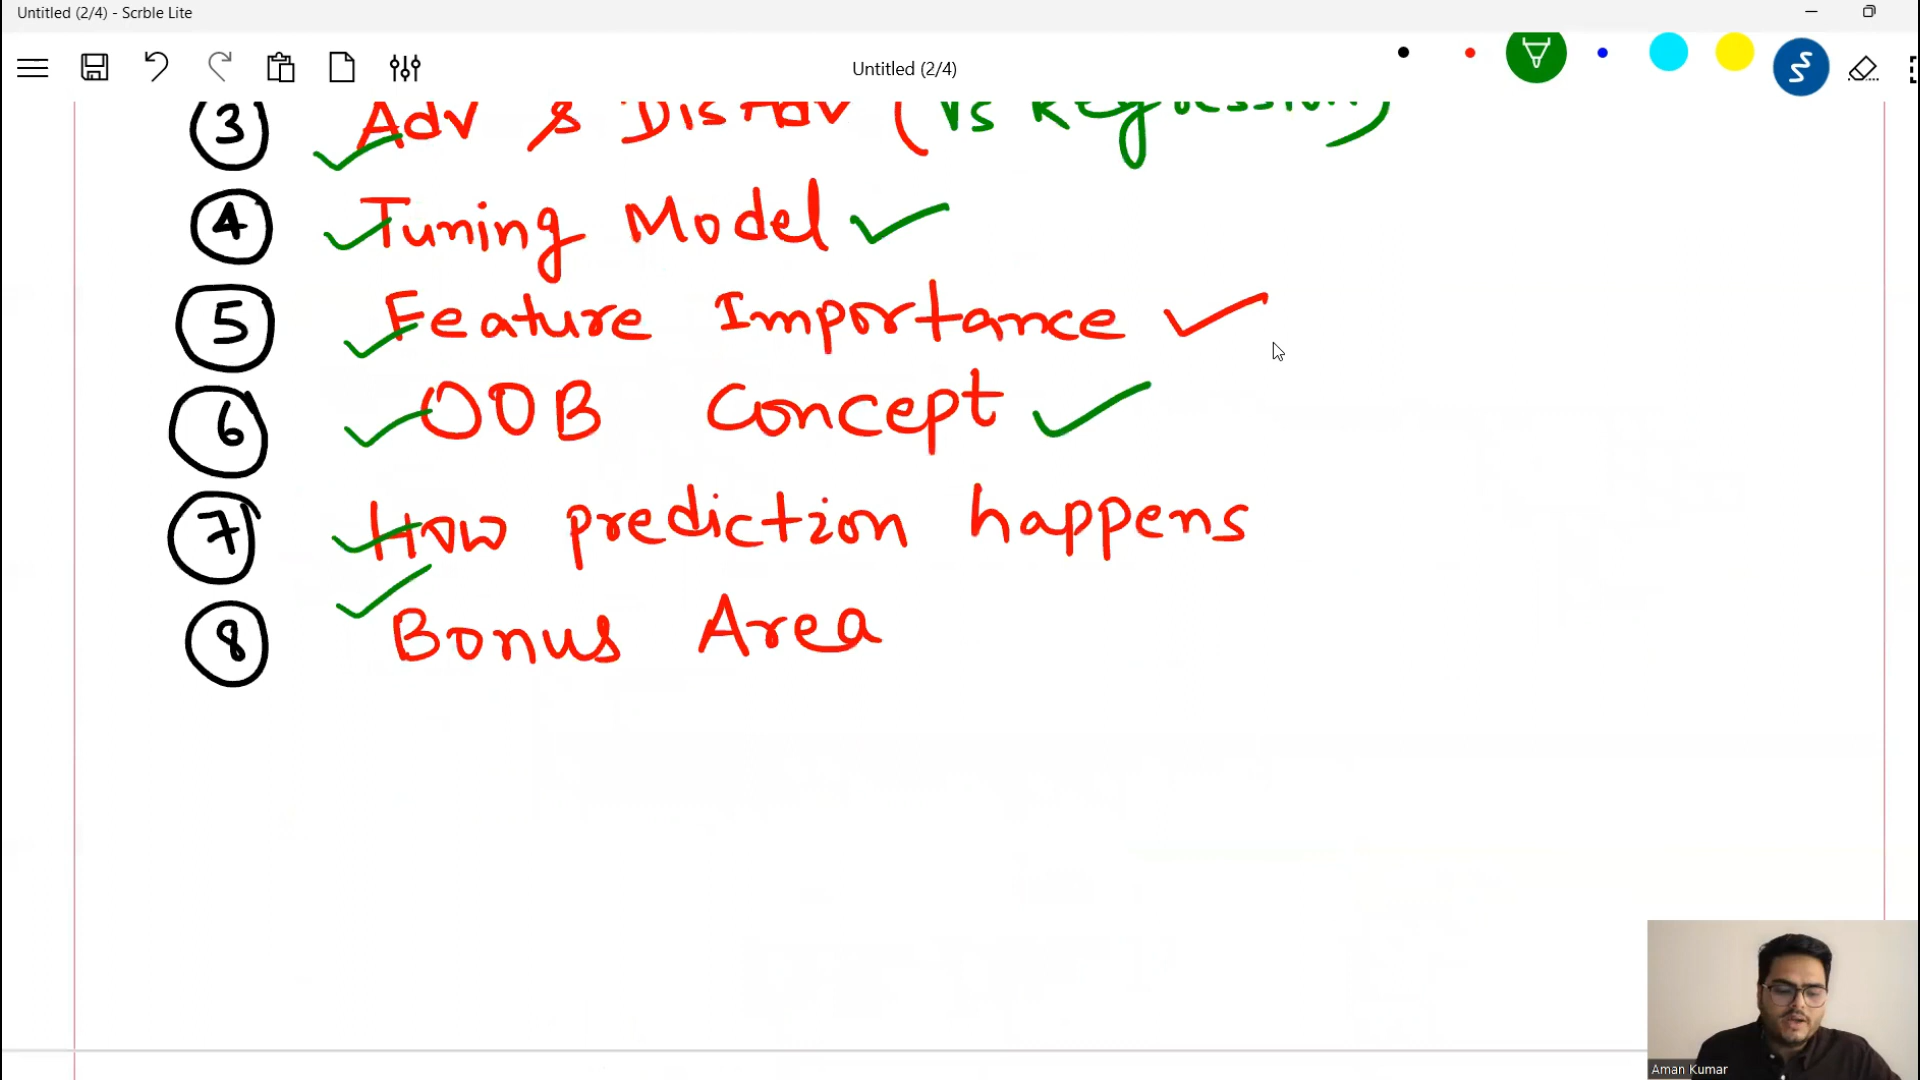 Untitled (2/4) - Scrble Lite
Untitled (2/4)
3 Adv & DisAdv (Vs Regression)
4 Tuning Model
5 Feature Importance
6 OOB Concept
7 How prediction happens
8 Bonus Area
Aman Kumar